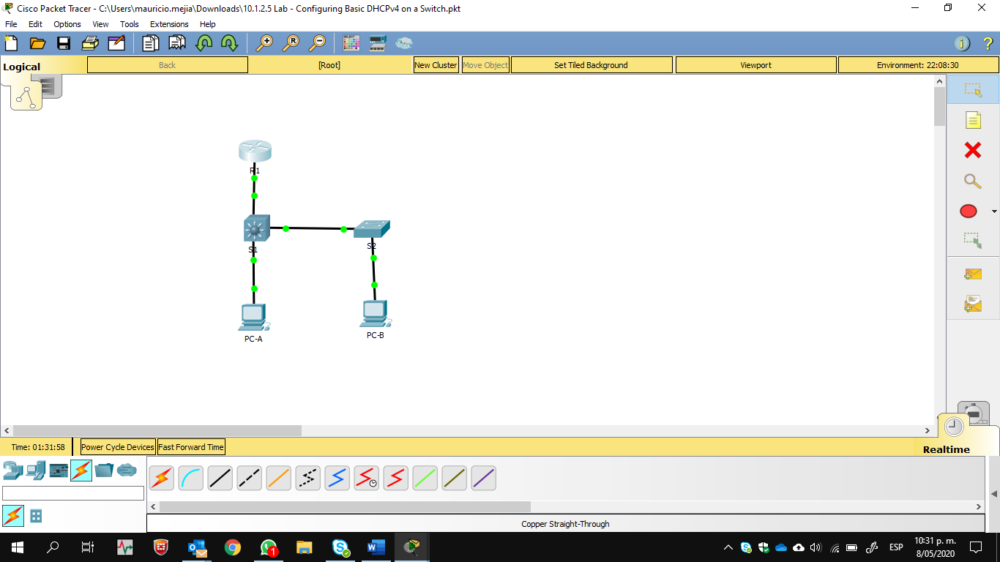 Cisco Packet Tracer - C:\Users\mauricio.mejia\Downloads\10.1.2.5 Lab - Configuring Basic DHCPv4 on a Switch.pkt
File Edit Options View Tools Extensions Help
Logical Back [Root] New Cluster Move Object Set Tiled Background Viewport Environment: 22:08:30
R1
S1
S2
PC-A
PC-B
Time: 01:31:58 Power Cycle Devices Fast Forward Time Realtime
Copper Straight-Through
ESP
10:31 p. m.
8/05/2020